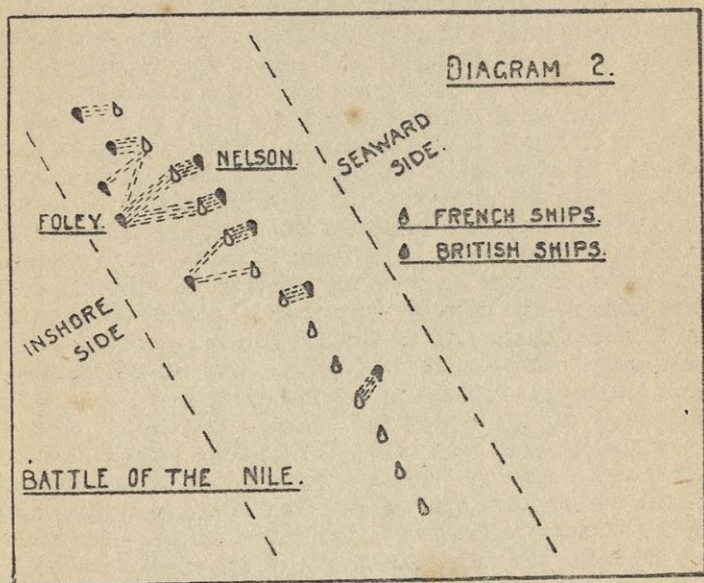 DIAGRAM 2.
NELSON.
SEAWARD
SIDE.
FOLEY.
FRENCH SHIPS.
BRITISH SHIPS.
INSHORE
SIDE
BATTLE OF THE NILE.